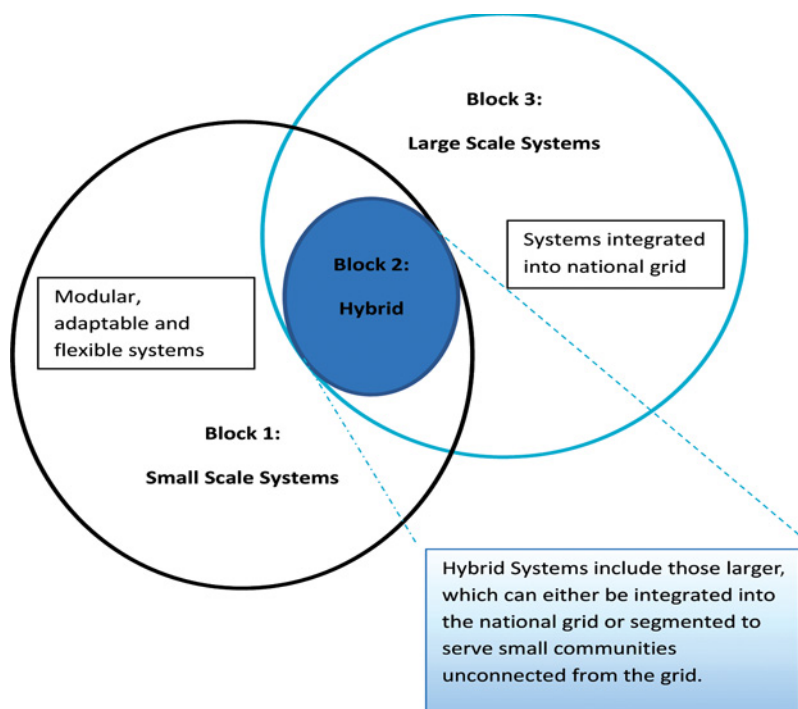 Block 3:
Large Scale Systems
Systems integrated
into national grid
Block 2:
Hybrid
Modular,
adaptable and
flexible systems
Block 1:
Small Scale Systems
Hybrid Systems include those larger,
which can either be integrated into
the national grid or segmented to
serve small communities
unconnected from the grid.